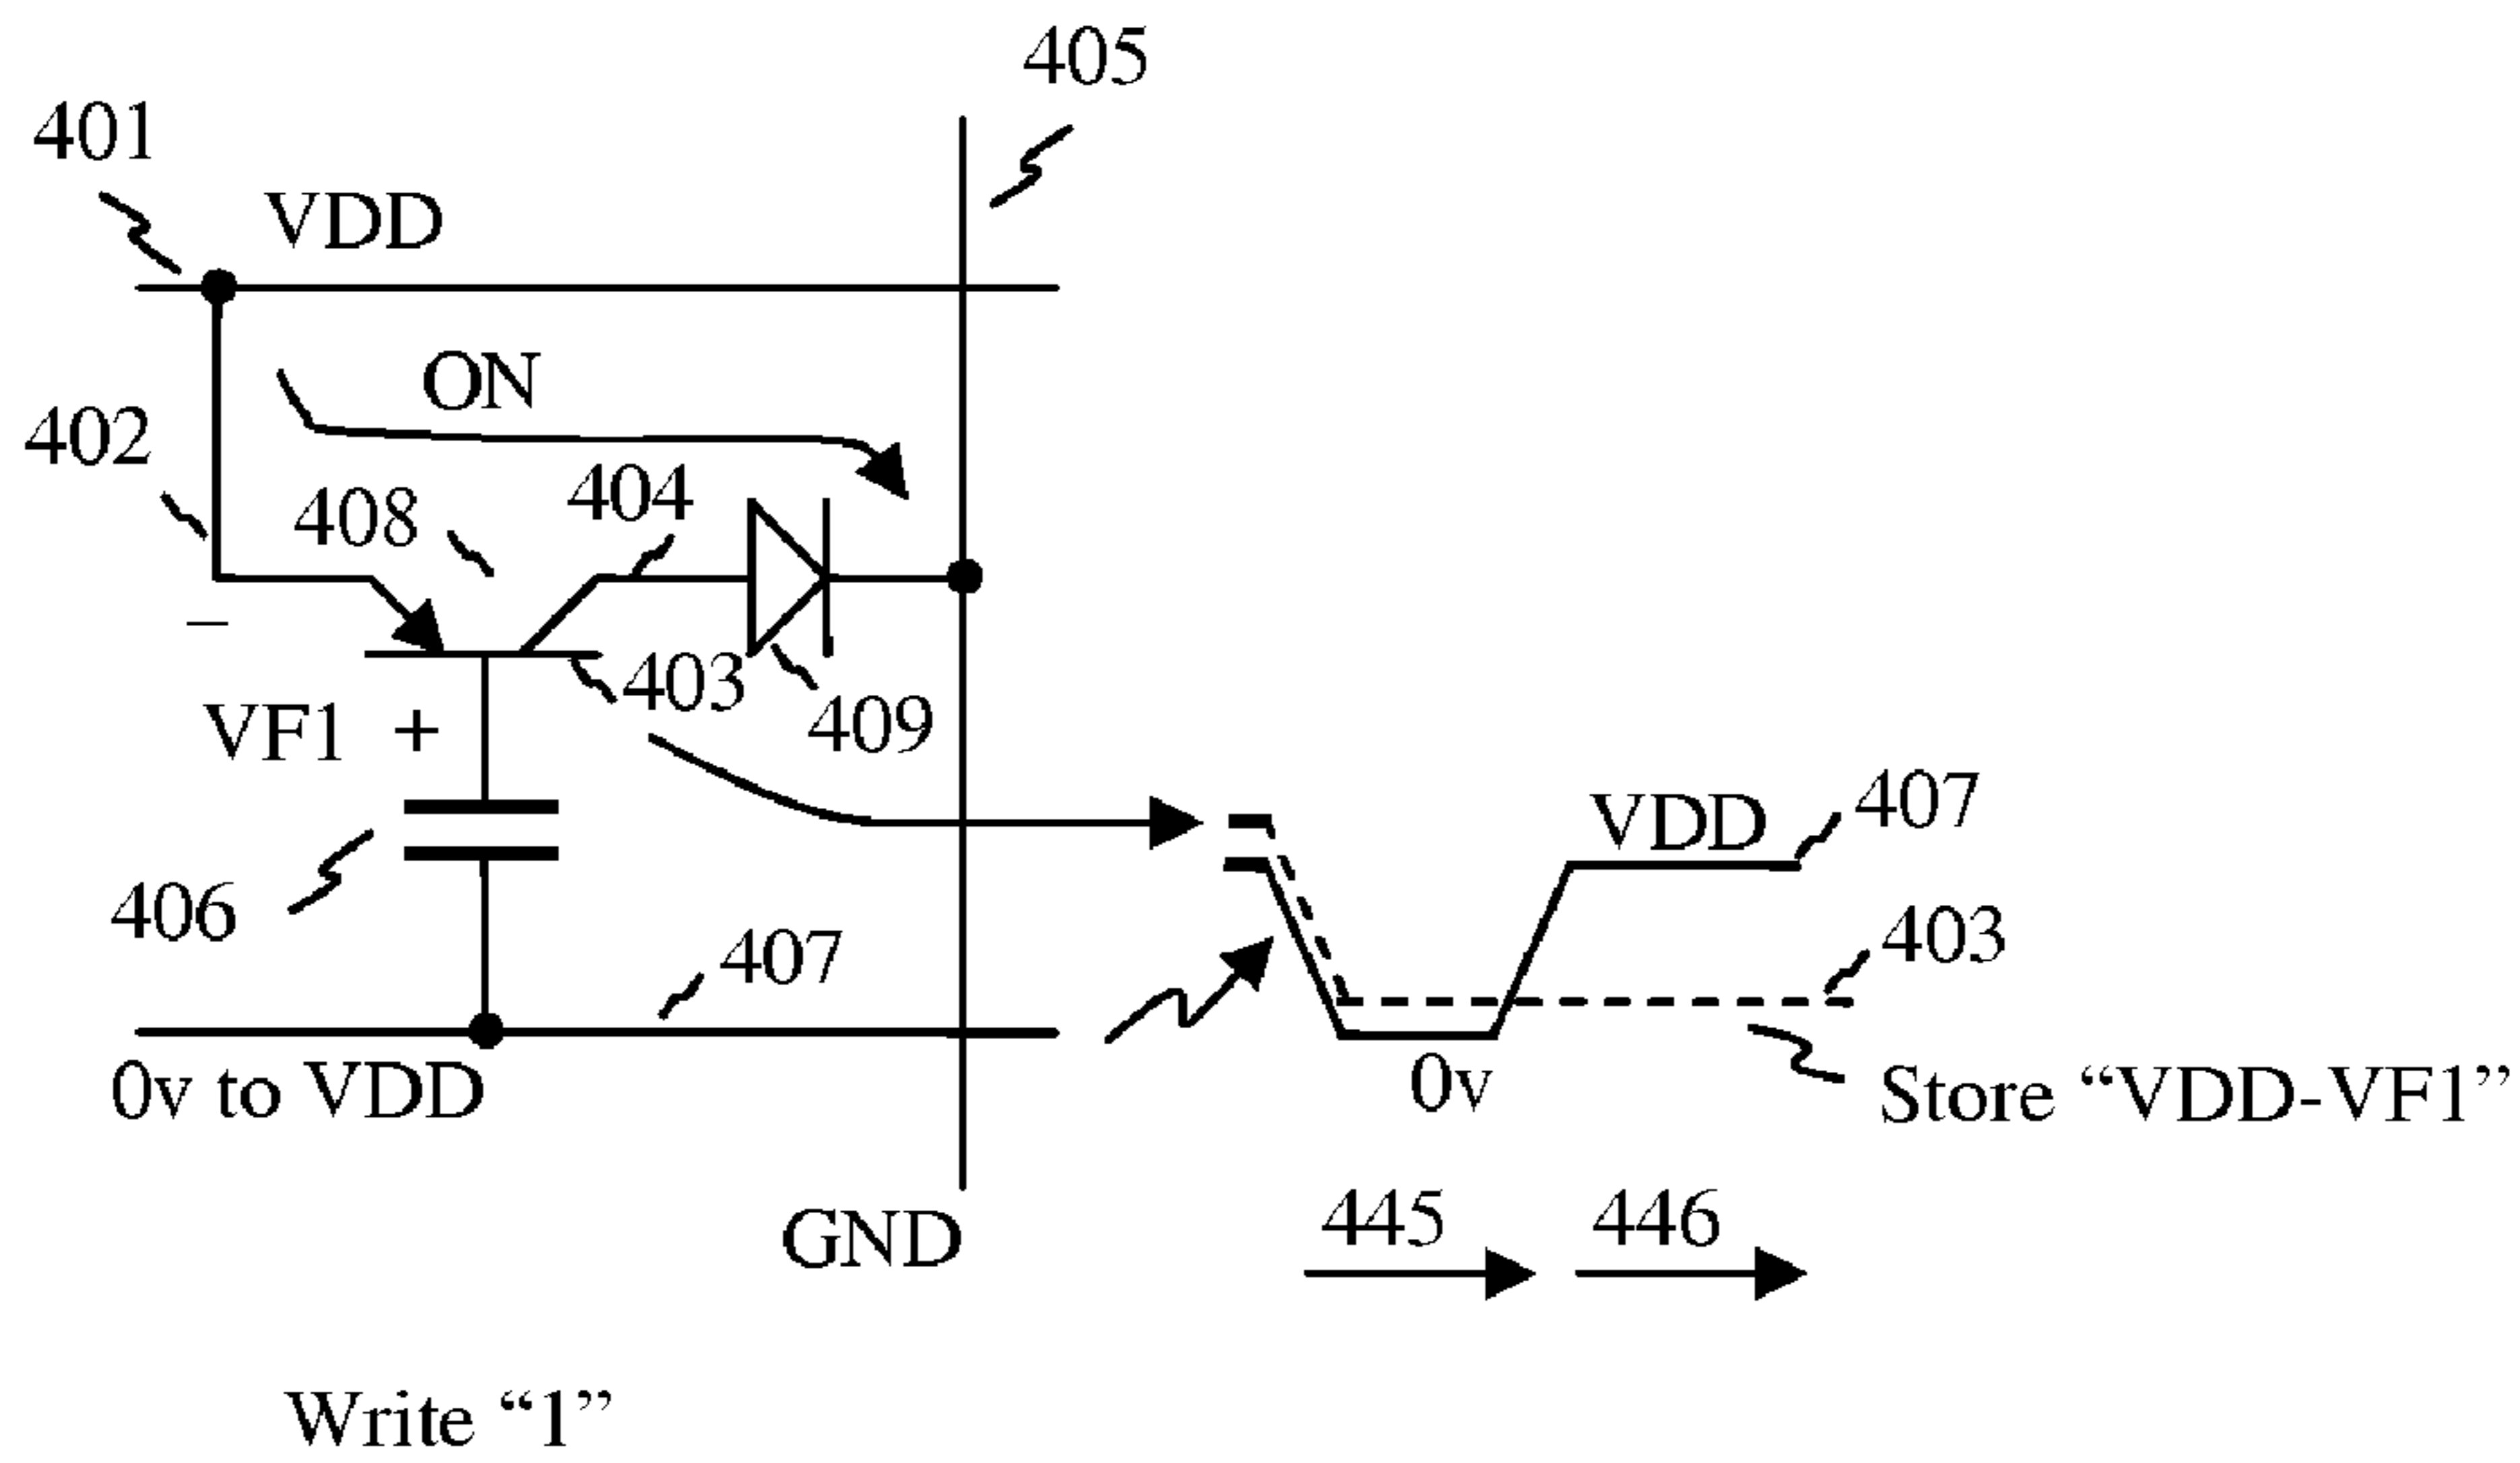 405
401
VDD
ON
402
408
404
403
VF1 +
409
VDD
407
406
403
407
0v to VDD
0v
Store “VDD-VF1”
GND
445
446
Write “1”